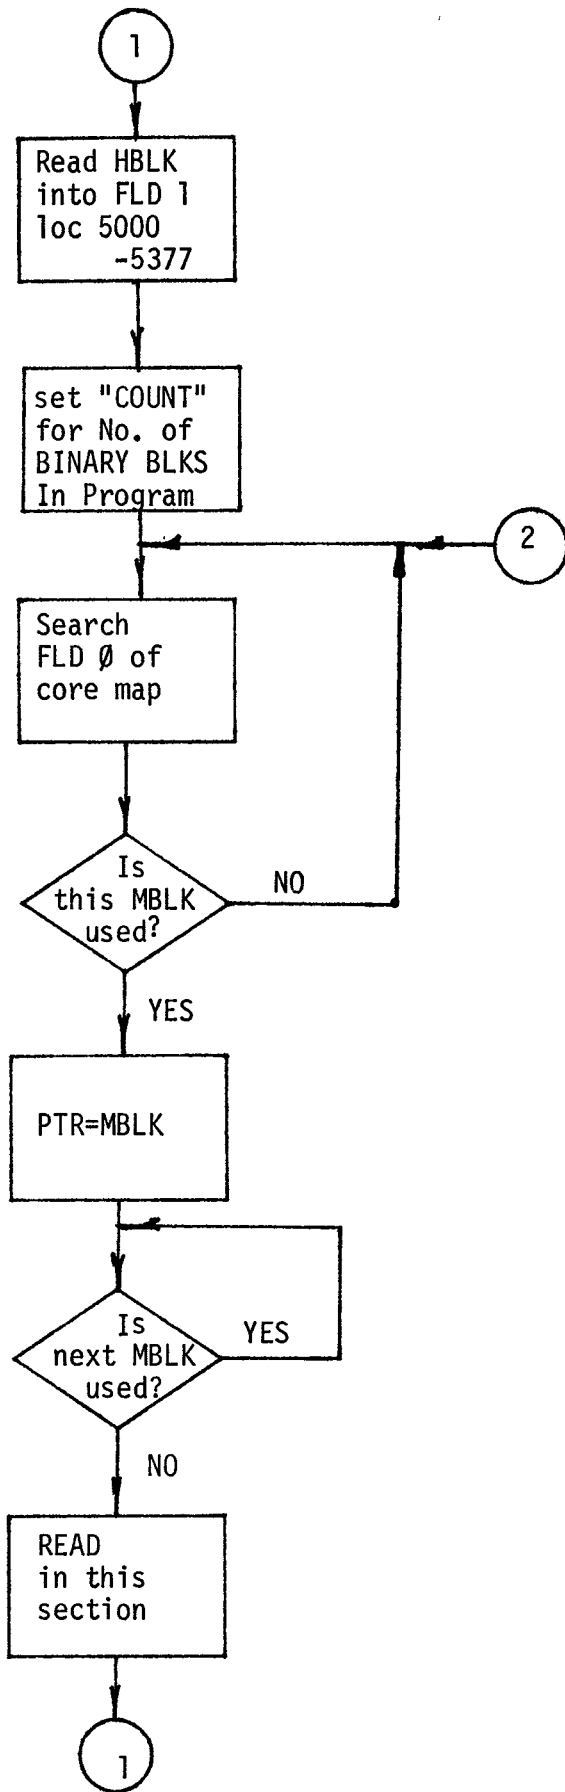 1
Read HBLK
into FLD 1
loc 5000
-5377
set "COUNT"
for No. of
BINARY BLKS
In Program
2
Search
FLD Ø of
core map
Is
this MBLK
used?
NO
YES
PTR=MBLK
Is
next MBLK
used?
YES
NO
READ
in this
section
1